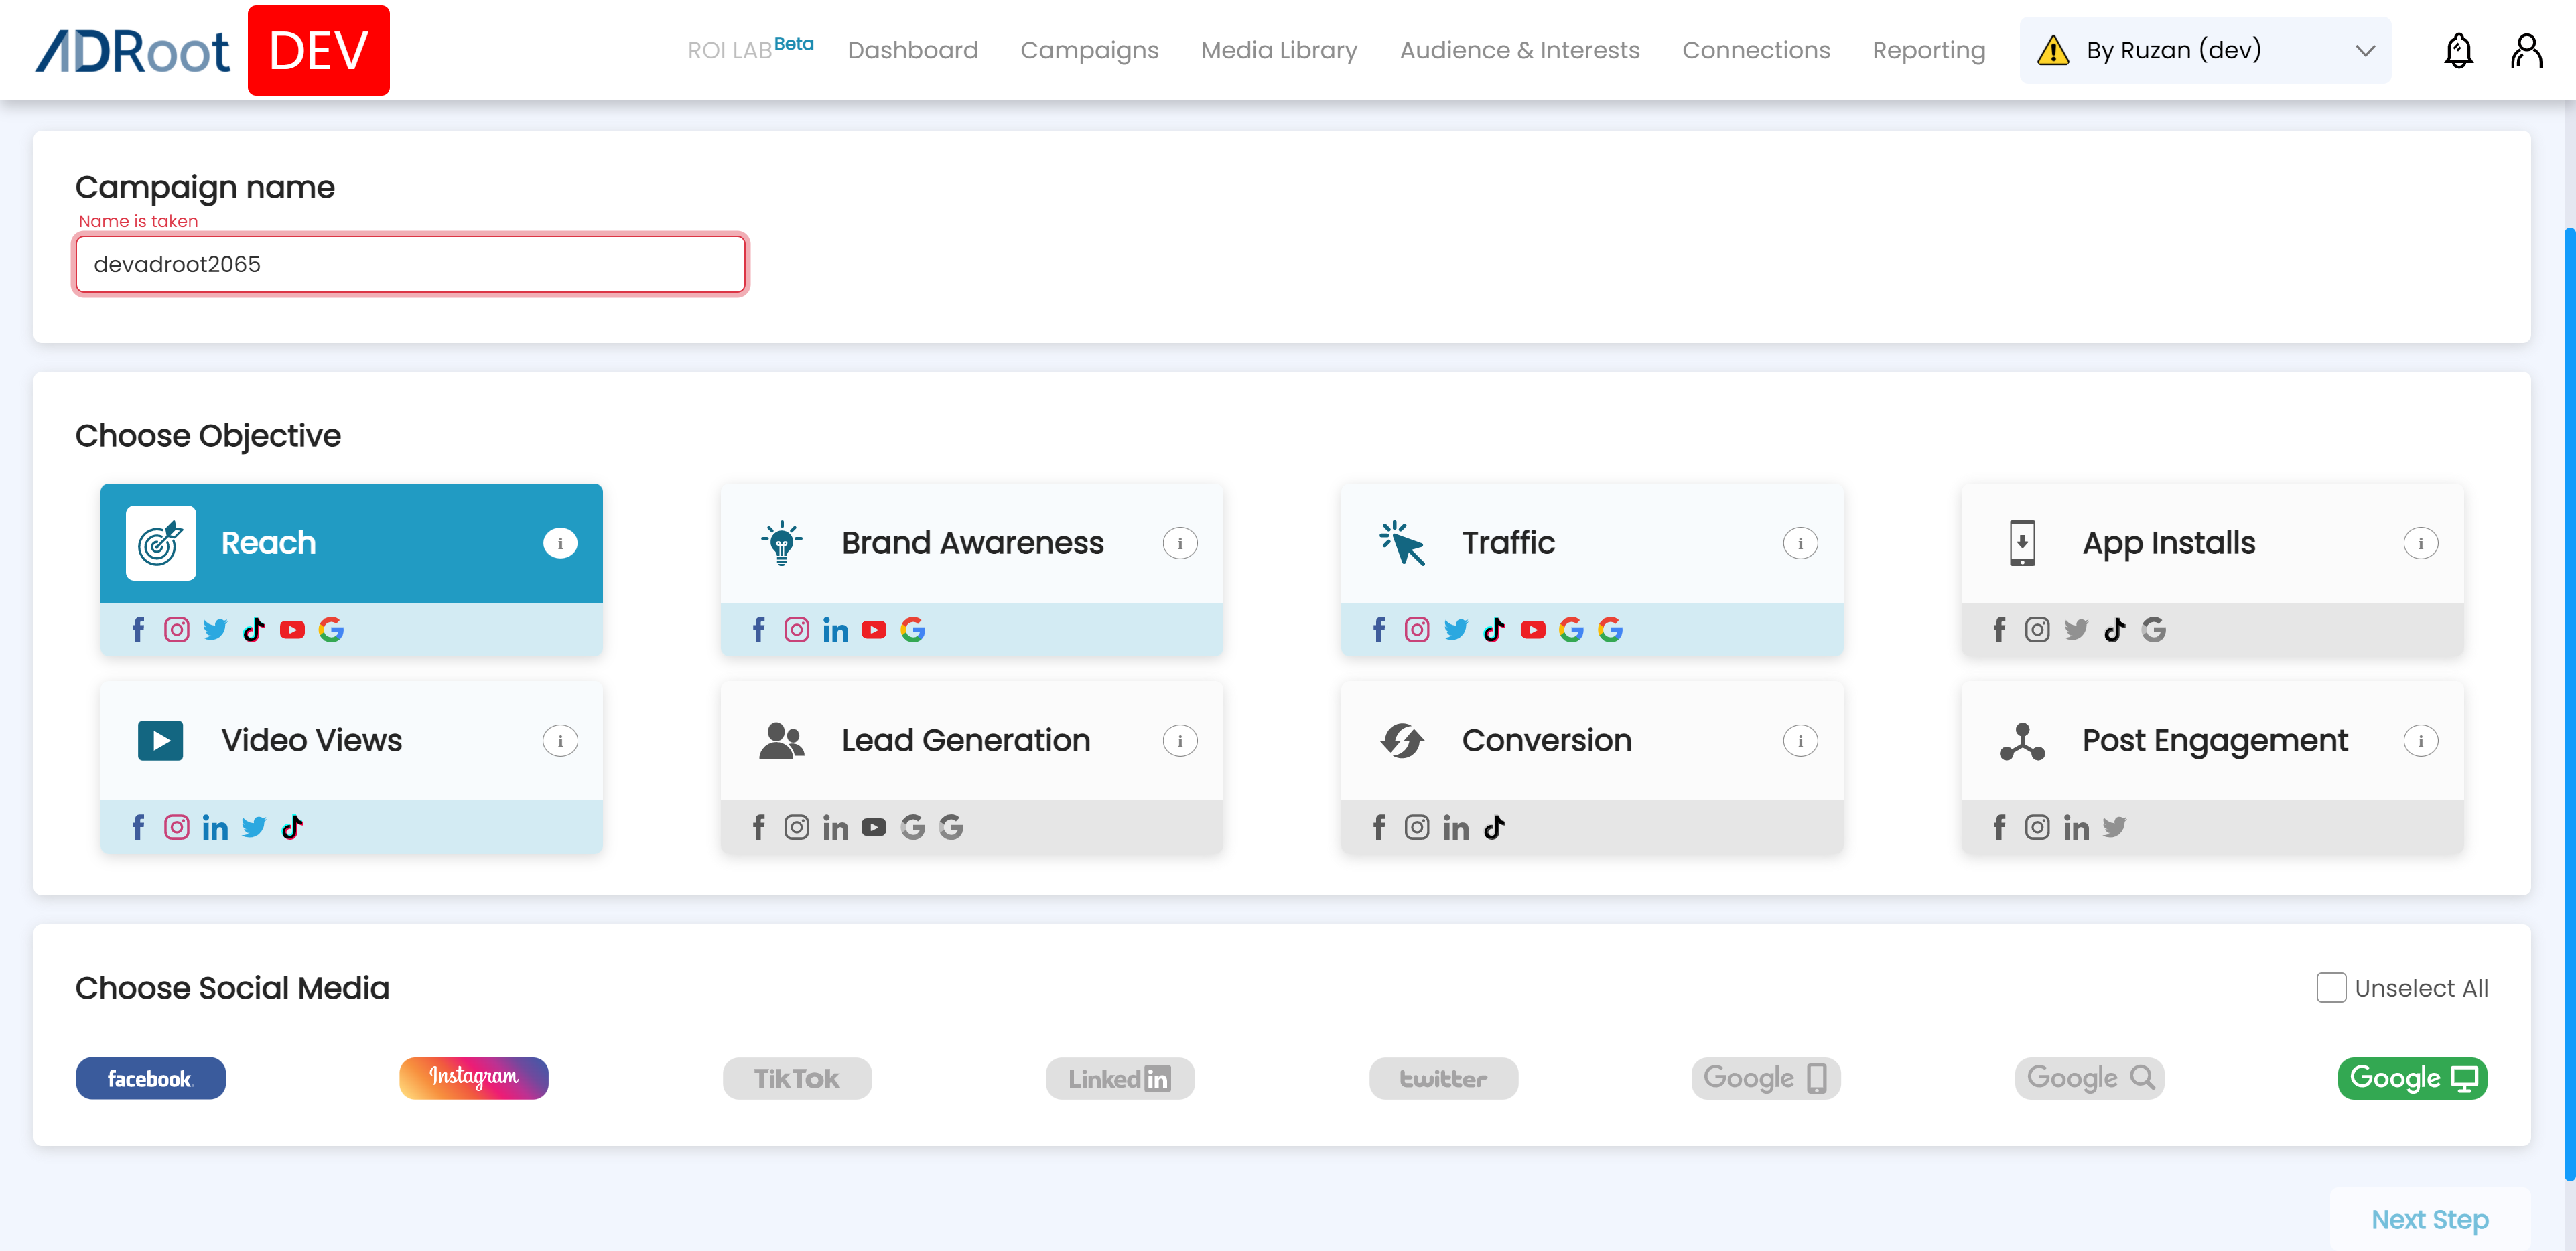 ADRoot DEV ROI LAB Beta Dashboard Campaigns Media Library Audience & Interests Connections Reporting By Ruzan (dev)
Campaign name
Name is taken
devadroot2065
Choose Objective
Reach i Brand Awareness i Traffic i App Installs i
Video Views i Lead Generation i Conversion i Post Engagement i
Choose Social Media Unselect All
facebook Instagram TikTok Linked in twitter Google Google Google
Next Step